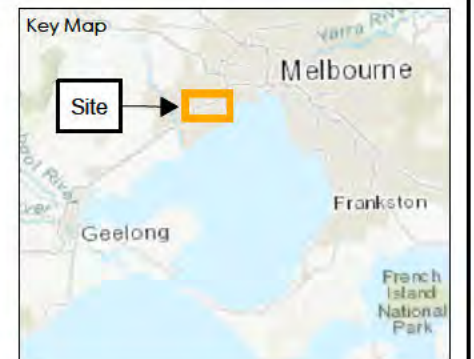 Key Map
Yarra
Melbourne
Site
River
Frankston
Geelong
French
Island
National
Park